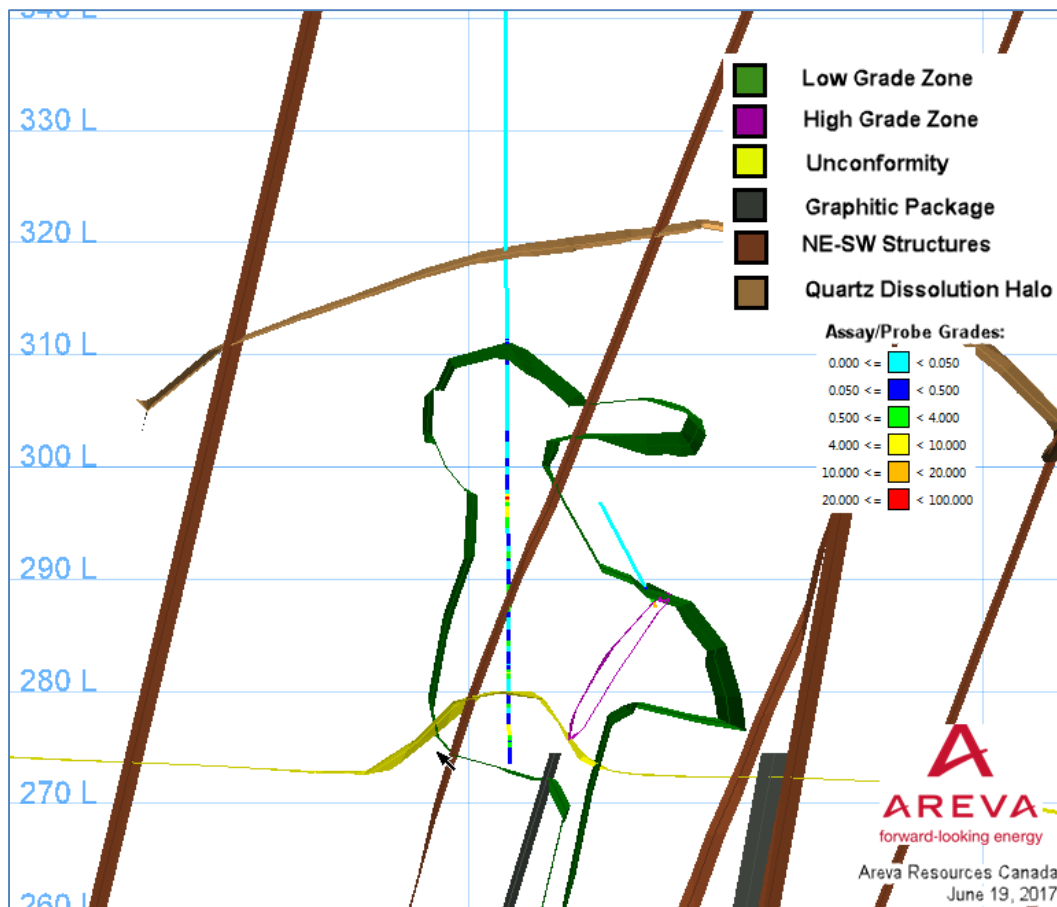 340 L
Low Grade Zone
High Grade Zone
330 L
Unconformity
Graphitic Package
320 L
NE-SW Structures
Quartz Dissolution Halo
310 L
Assay/Probe Grades:
0.000 <= < 0.050
0.050 <= < 0.500
0.500 <= < 4.000
4.000 <= < 10.000
10.000 <= < 20.000
20.000 <= < 100.000
300 L
290 L
280 L
270 L
260 L
AREVA
forward-looking energy
Areva Resources Canada
June 19, 2017